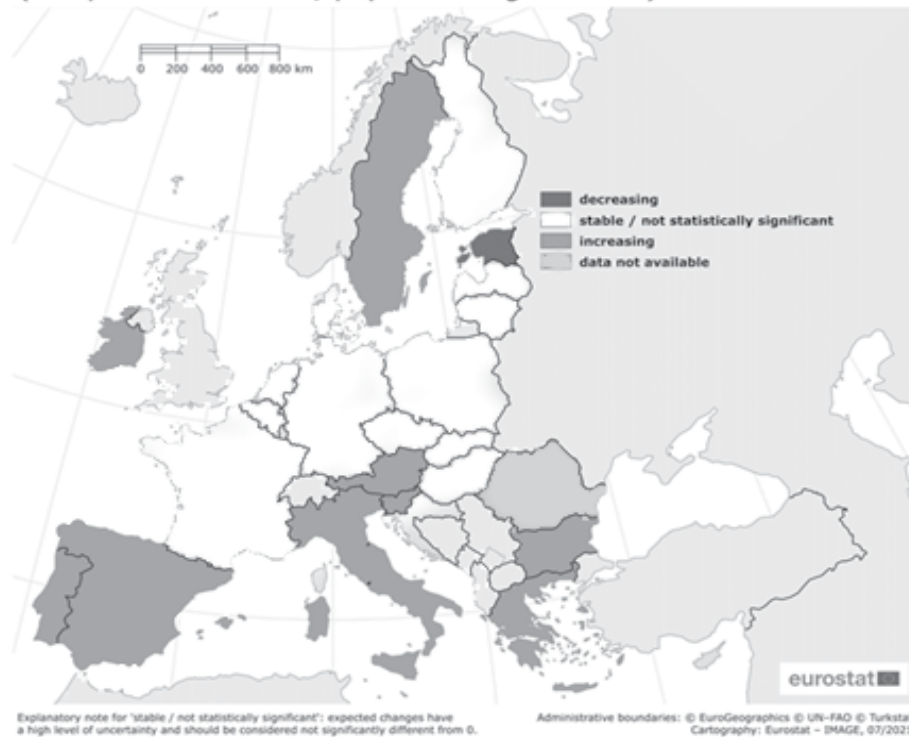 0 200 400 600 800 km
decreasing
stable / not statistically significant
increasing
data not available
eurostat
Explanatory note for 'stable / not statistically significant': expected changes have
a high level of uncertainty and should be considered not significantly different from 0.
Administrative boundaries: © EuroGeographics © UN-FAO © Turkstat
Cartography: Eurostat - IMAGE, 07/2021